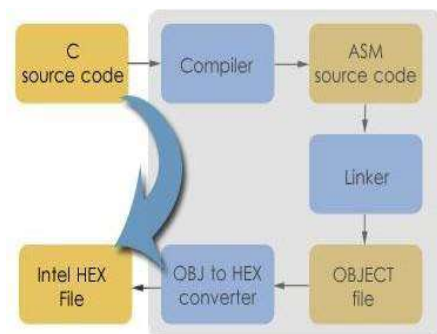 C
source code
Compiler
ASM
source code
Linker
OBJECT
file
OBJ to HEX
converter
Intel HEX
File